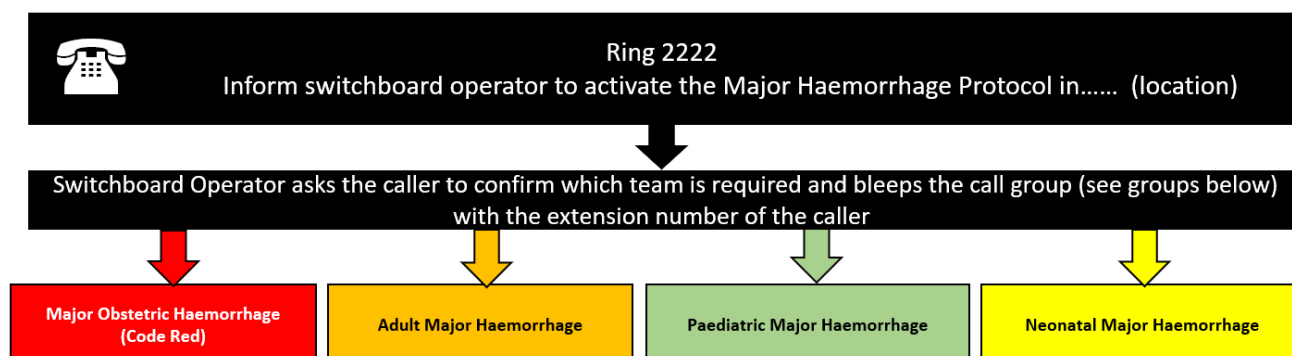 Ring 2222
Inform switchboard operator to activate the Major Haemorrhage Protocol in...... (location)
Switchboard Operator asks the caller to confirm which team is required and bleeps the call group (see groups below)
with the extension number of the caller
Major Obstetric Haemorrhage
(Code Red)
Adult Major Haemorrhage
Paediatric Major Haemorrhage
Neonatal Major Haemorrhage